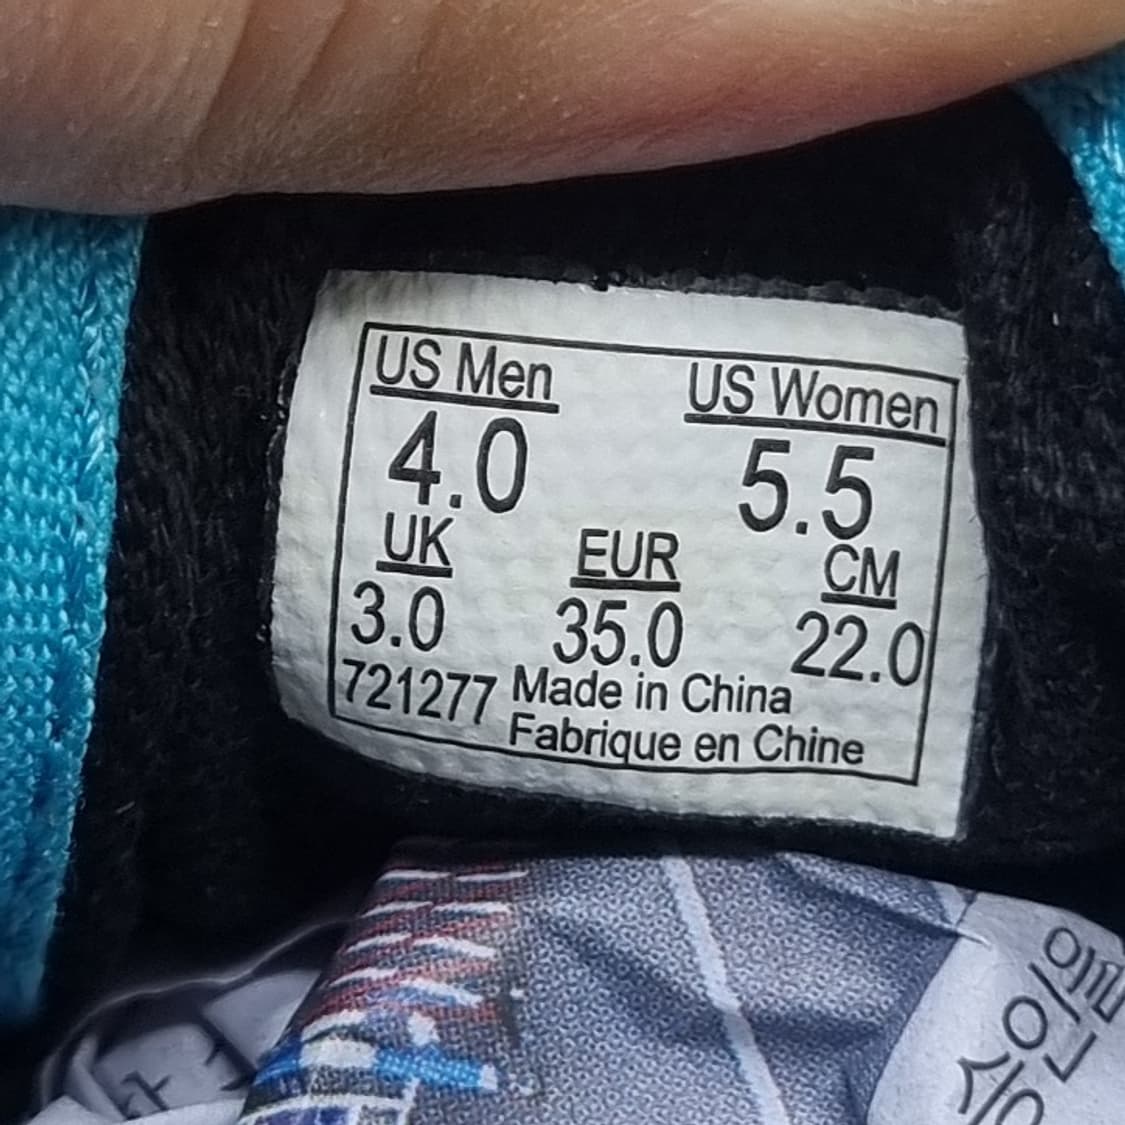 US Men US Women
4.0 5.5
UK EUR CM
3.0 35.0 22.0
721277 Made in China
Fabrique en Chine